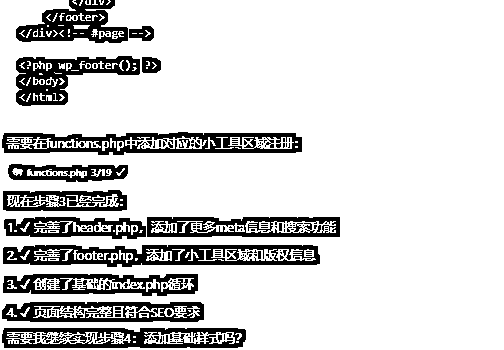 </div>
</footer>
</div><!-- #page -->
<?php wp_footer(); ?>
</body>
</html>
需要在functions.php中添加对应的小工具区域注册：
functions.php 3/19 ✓
现在步骤3已经完成：
1. ✓ 完善了header.php，添加了更多meta信息和搜索功能
2. ✓ 完善了footer.php，添加了小工具区域和版权信息
3. ✓ 创建了基础的index.php循环
4. ✓ 页面结构完整且符合SEO要求
需要我继续实现步骤4：添加基础样式吗？